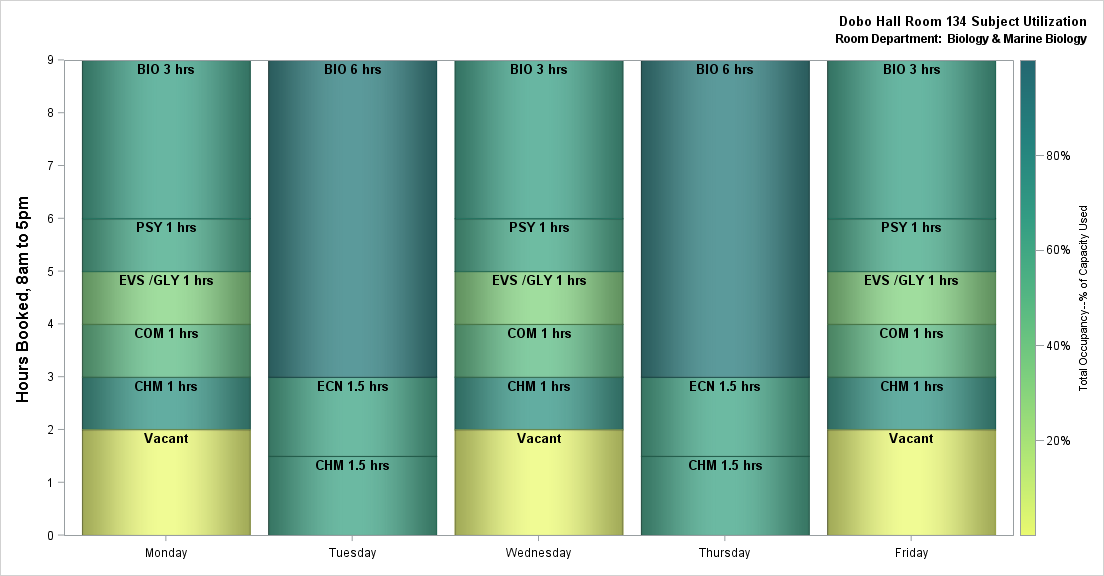 Dobo Hall Room 134 Subject Utilization
Room Department: Biology & Marine Biology
Hours Booked, 8am to 5pm
9
8
7
6
5
4
3
2
1
0
BIO 3 hrs
PSY 1 hrs
EVS /GLY 1 hrs
COM 1 hrs
CHM 1 hrs
Vacant
BIO 6 hrs
ECN 1.5 hrs
CHM 1.5 hrs
BIO 3 hrs
PSY 1 hrs
EVS /GLY 1 hrs
COM 1 hrs
CHM 1 hrs
Vacant
BIO 6 hrs
ECN 1.5 hrs
CHM 1.5 hrs
BIO 3 hrs
PSY 1 hrs
EVS /GLY 1 hrs
COM 1 hrs
CHM 1 hrs
Vacant
Monday
Tuesday
Wednesday
Thursday
Friday
80%
60%
40%
20%
Total Occupancy--% of Capacity Used